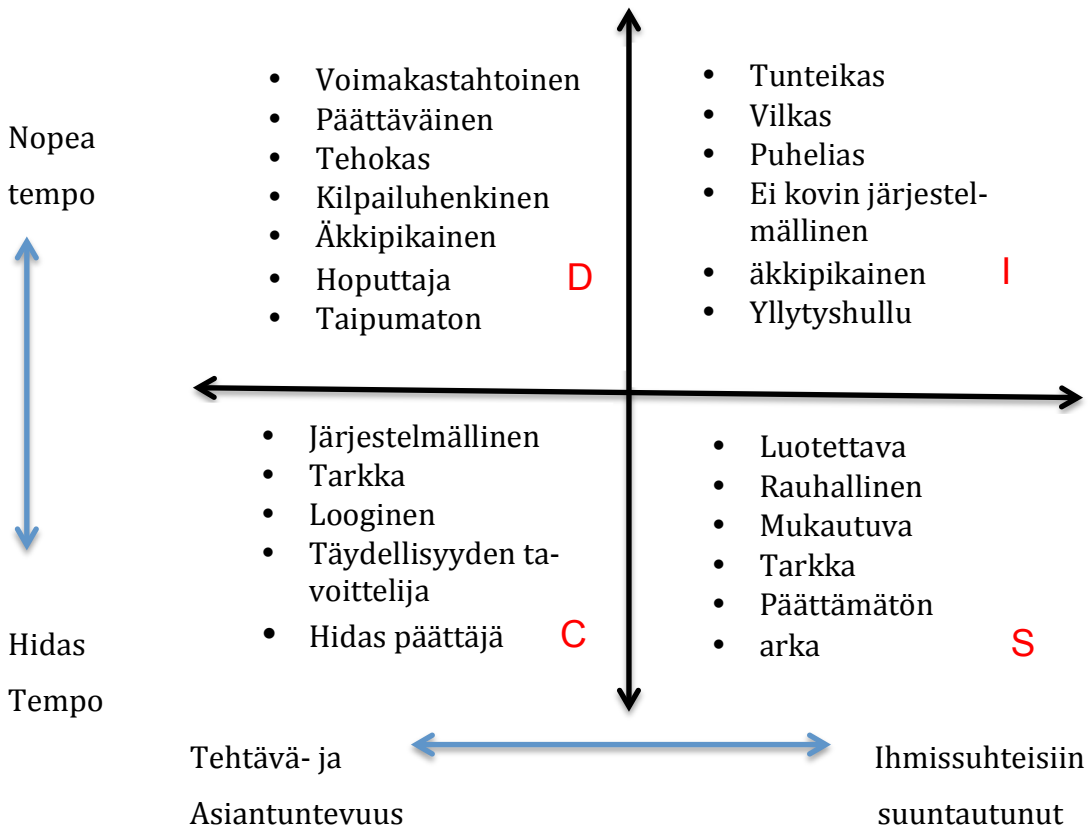 Nopea
tempo
• Voimakastahtoinen
• Päättäväinen
• Tehokas
• Kilpailuhenkinen
• Äkkipikainen
• Hoputtaja
• Taipumaton
D
• Tunteikas
• Vilkas
• Puhelias
• Ei kovin järjestel-
mällinen
• äkkipikainen
• Yllytyshullu
I
• Järjestelmällinen
• Tarkka
• Looginen
• Täydellisyyden ta-
voittelija
• Hidas päättäjä
C
• Luotettava
• Rauhallinen
• Mukautuva
• Tarkka
• Päättämätön
• arka
S
Hidas
Tempo
Tehtävä- ja
Asiantuntevuus
Ihmissuhteisiin
suuntautunut